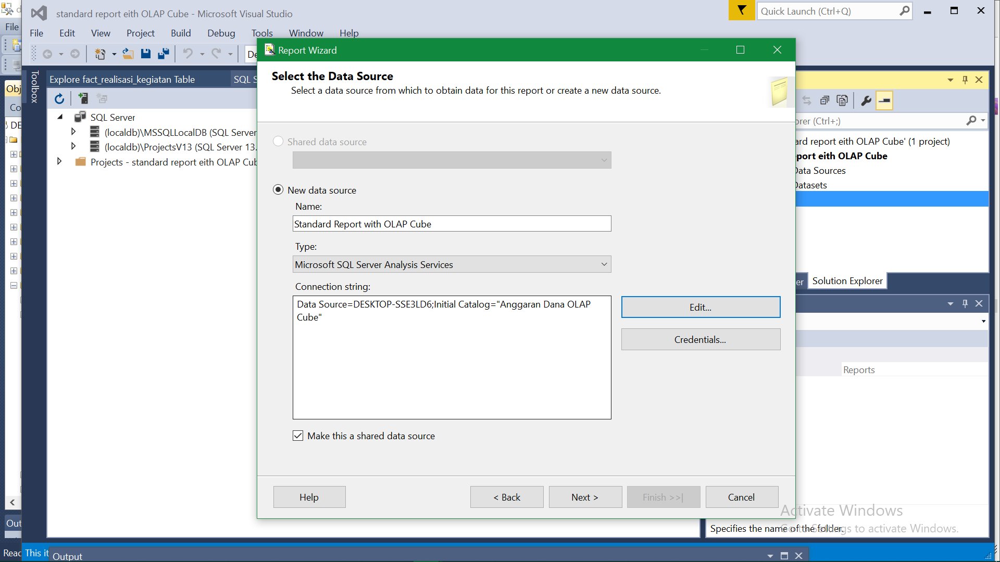 standard report eith OLAP Cube - Microsoft Visual Studio
Quick Launch (Ctrl+Q)
File
File Edit View Project Build Debug Tools Window Help
De
Report Wizard
Select the Data Source
Select a data source from which to obtain data for this report or create a new data source.
Toolbox
Obj
Explore fact_realisasi_kegiatan Table
SQL S
Co
SQL Server
DE
(localdb)\MSSQLLocalDB (SQL Server
(localdb)\ProjectsV13 (SQL Server 13.
Projects - standard report eith OLAP Cub
Shared data source
New data source
Name:
Standard Report with OLAP Cube
Type:
Microsoft SQL Server Analysis Services
Connection string:
Data Source=DESKTOP-SSE3LD6;Initial Catalog="Anggaran Dana OLAP
Cube"
Edit...
Credentials...
Make this a shared data source
Help
< Back
Next >
Finish >>|
Cancel
orer (Ctrl+;)
ard report eith OLAP Cube' (1 project)
port eith OLAP Cube
Data Sources
Datasets
er
Solution Explorer
Reports
Activate Windows
Go to Settings to activate Windows.
Specifies the name of the folder.
Out
Reac
This it
Output